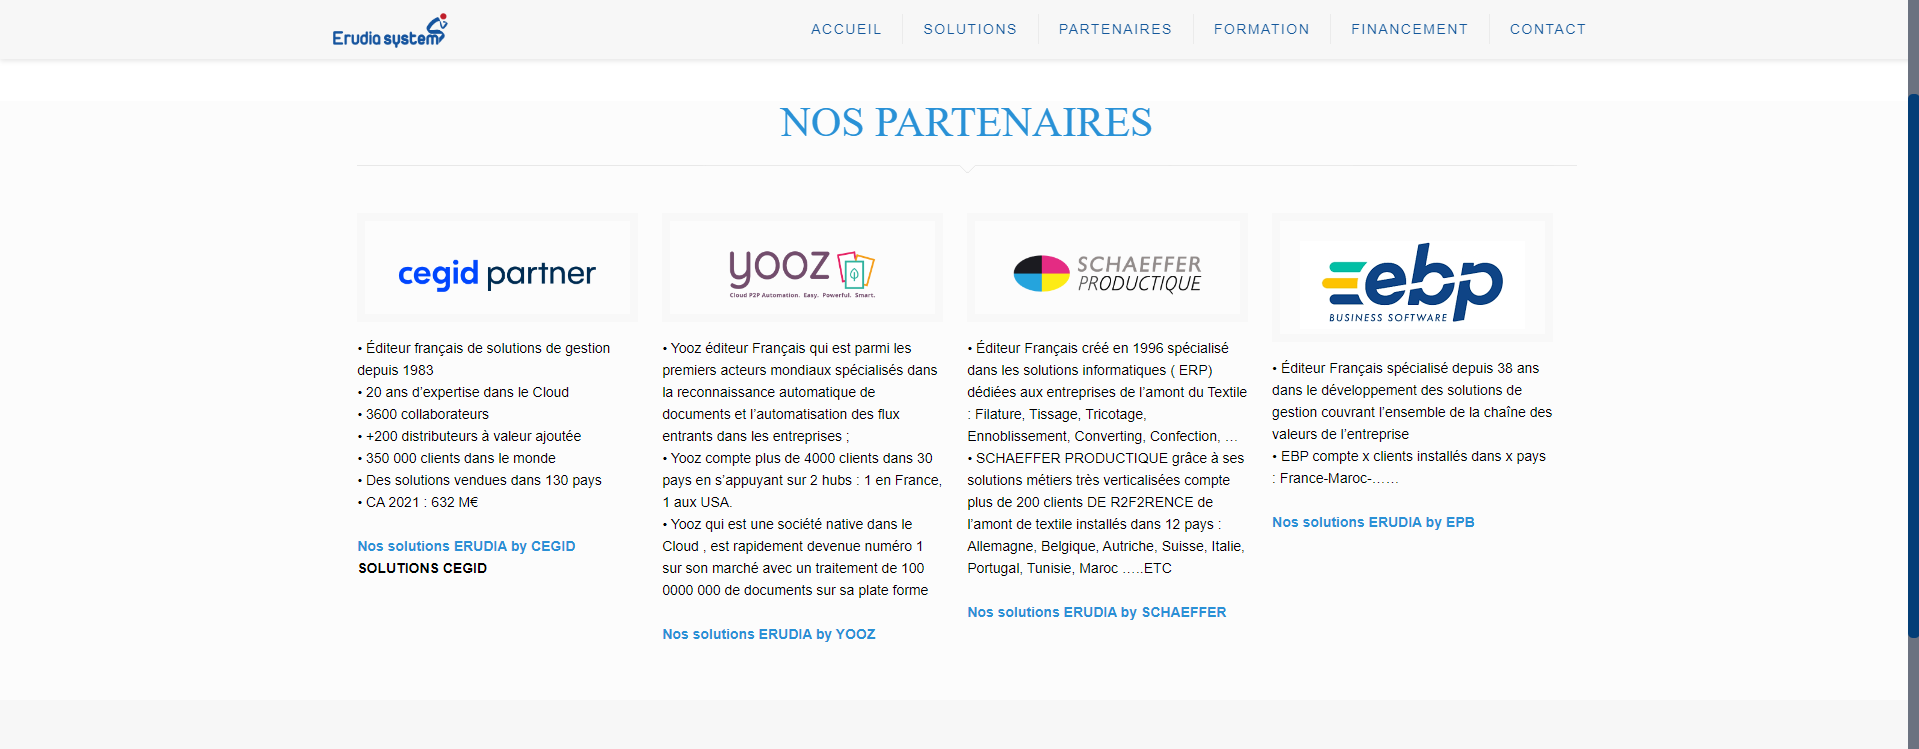 Erudia system
ACCUEIL
SOLUTIONS
PARTENAIRES
FORMATION
FINANCEMENT
CONTACT
NOS PARTENAIRES
cegid partner
• Éditeur français de solutions de gestion
depuis 1983
• 20 ans d’expertise dans le Cloud
• 3600 collaborateurs
• +200 distributeurs à valeur ajoutée
• 350 000 clients dans le monde
• Des solutions vendues dans 130 pays
• CA 2021 : 632 M€
Nos solutions ERUDIA by CEGID
SOLUTIONS CEGID
yooz
Cloud P2P Automation. Easy. Powerful. Smart.
• Yooz éditeur Français qui est parmi les
premiers acteurs mondiaux spécialisés dans
la reconnaissance automatique de
documents et l’automatisation des flux
entrants dans les entreprises ;
• Yooz compte plus de 4000 clients dans 30
pays en s’appuyant sur 2 hubs : 1 en France,
1 aux USA.
• Yooz qui est une société native dans le
Cloud , est rapidement devenue numéro 1
sur son marché avec un traitement de 100
0000 000 de documents sur sa plate forme
Nos solutions ERUDIA by YOOZ
SCHAEFFER
PRODUCTIQUE
• Éditeur Français créé en 1996 spécialisé
dans les solutions informatiques ( ERP)
dédiées aux entreprises de l’amont du Textile
: Filature, Tissage, Tricotage,
Ennoblissement, Converting, Confection, …
• SCHAEFFER PRODUCTIQUE grâce à ses
solutions métiers très verticalisées compte
plus de 200 clients DE R2F2RENCE de
l’amont de textile installés dans 12 pays :
Allemagne, Belgique, Autriche, Suisse, Italie,
Portugal, Tunisie, Maroc …..ETC
Nos solutions ERUDIA by SCHAEFFER
ebp
BUSINESS SOFTWARE
• Éditeur Français spécialisé depuis 38 ans
dans le développement des solutions de
gestion couvrant l’ensemble de la chaîne des
valeurs de l’entreprise
• EBP compte x clients installés dans x pays
: France-Maroc-……
Nos solutions ERUDIA by EPB